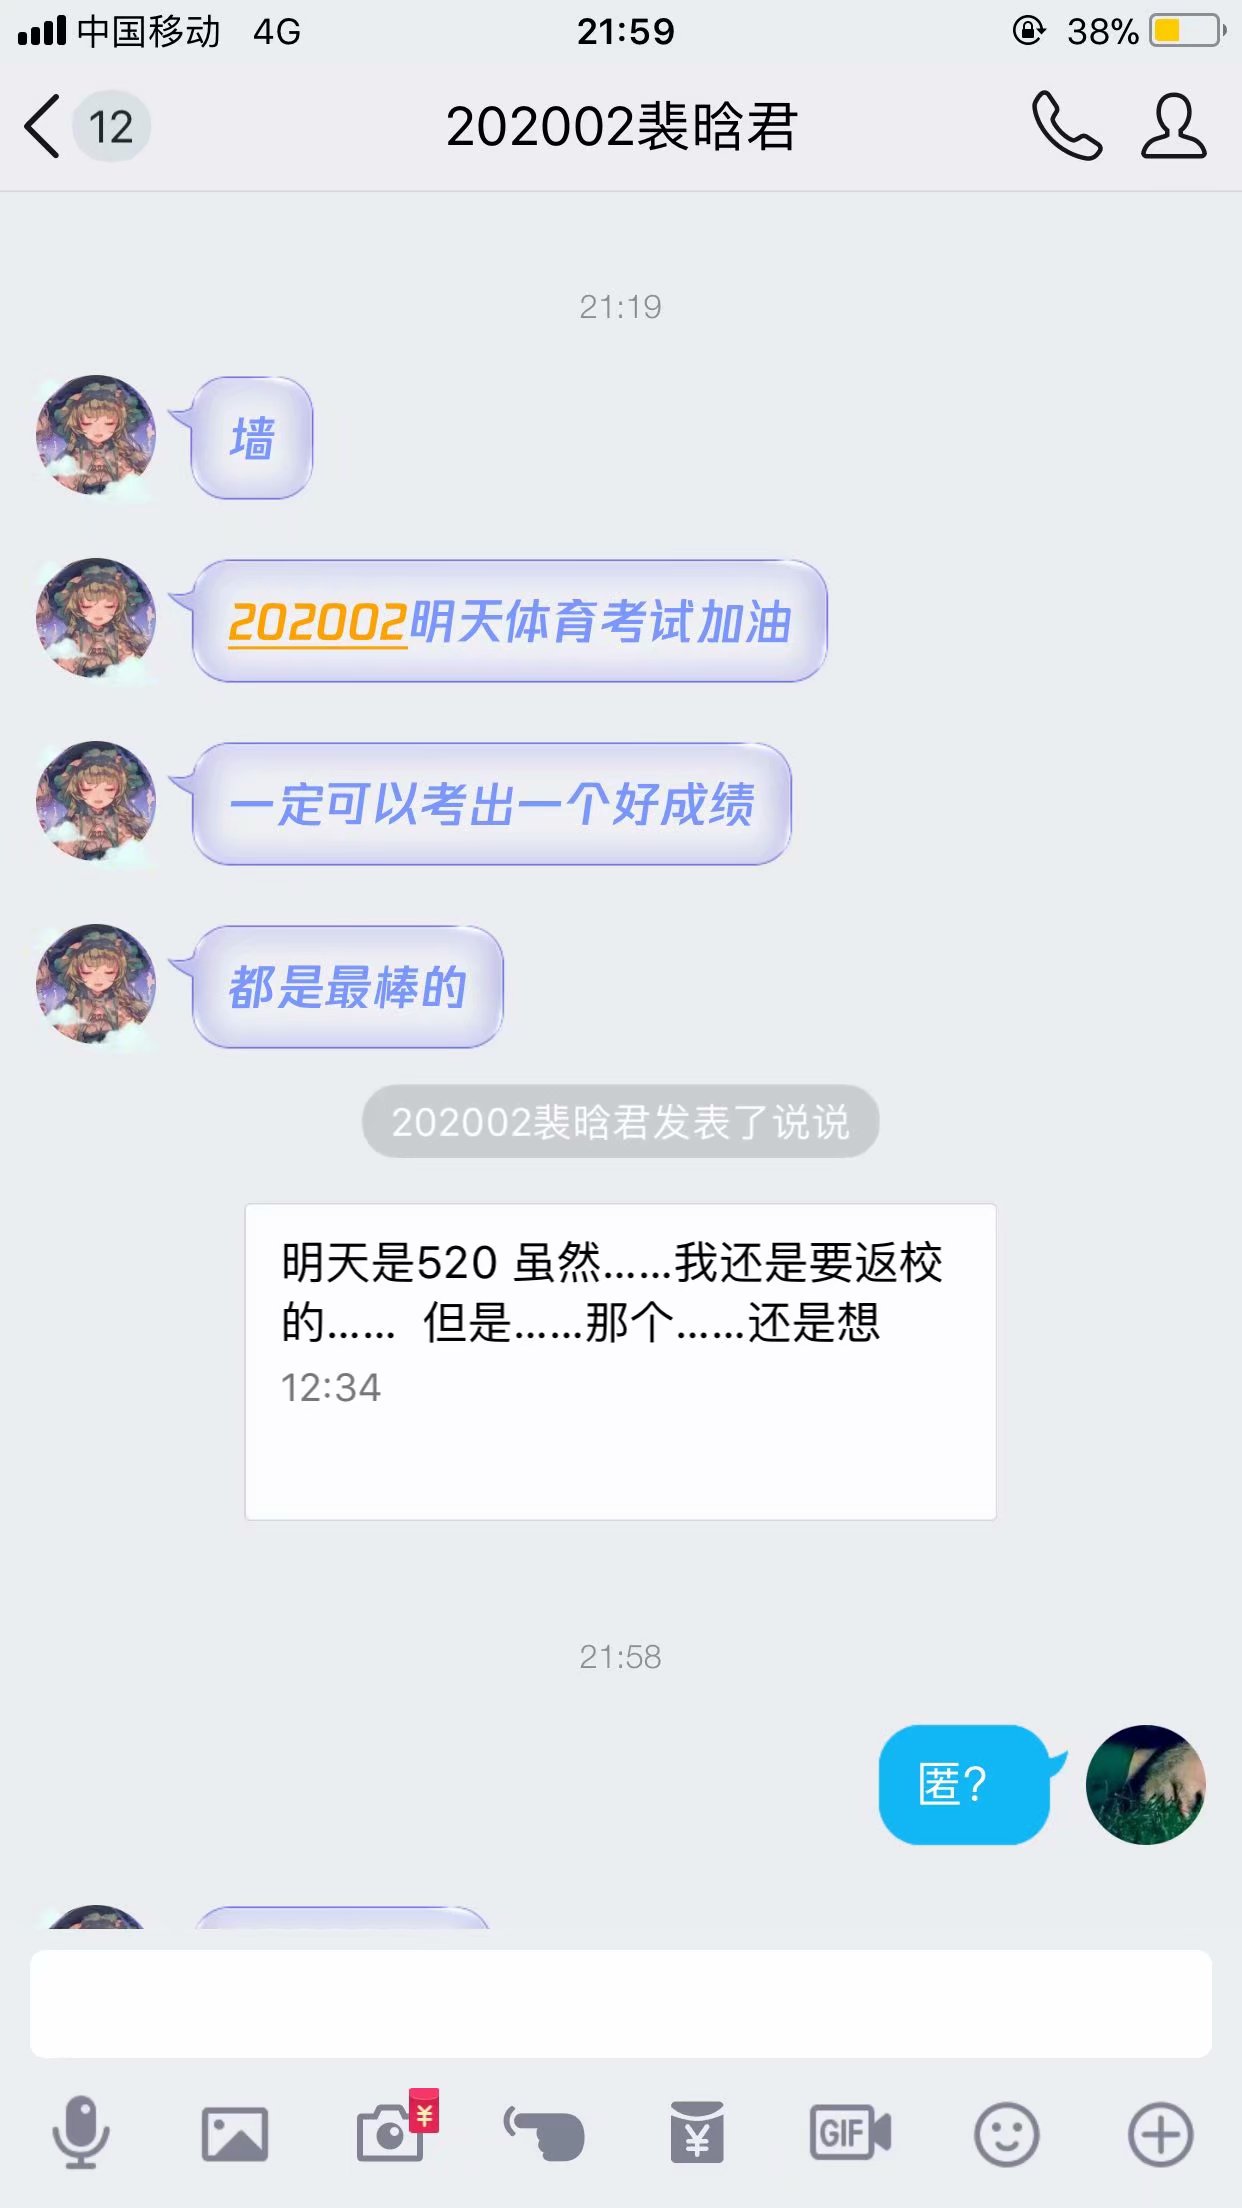 中国移动 4G 21:59 38%
12 202002裴晗君
21:19
墙
202002明天体育考试加油
一定可以考出一个好成绩
都是最棒的
202002裴晗君发表了说说
明天是520 虽然……我还是要返校
的…… 但是……那个……还是想
12:34
21:58
匿?
¥
¥
GIF